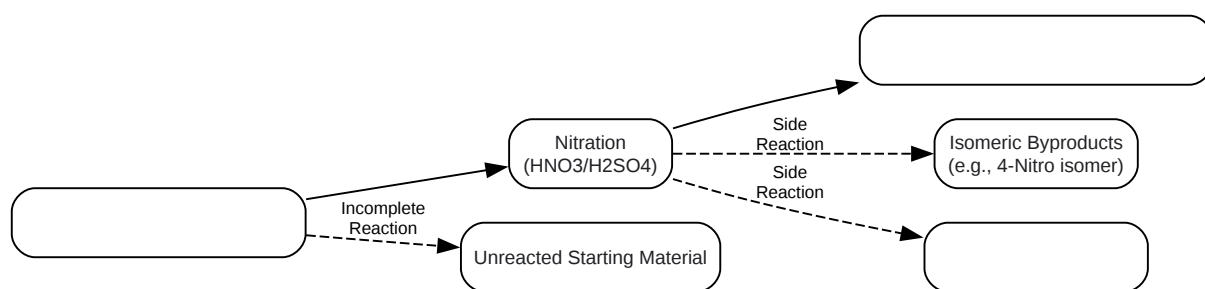 Nitration
(HNO3/H2SO4)
Side
Reaction
Isomeric Byproducts
(e.g., 4-Nitro isomer)
Side
Reaction
Incomplete
Reaction
Unreacted Starting Material